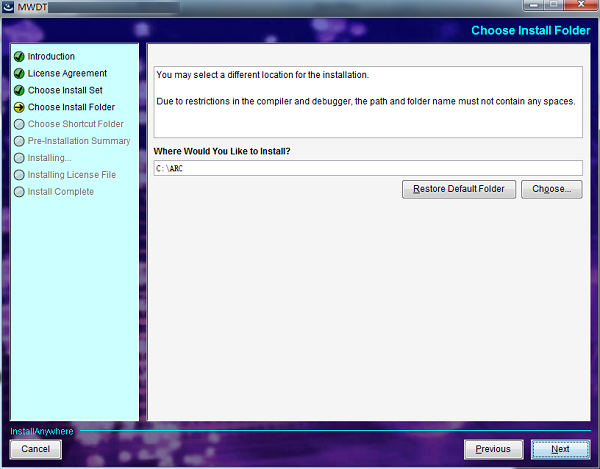 MWDT
Choose Install Folder
Introduction
License Agreement
Choose Install Set
Choose Install Folder
Choose Shortcut Folder
Pre-Installation Summary
Installing...
Installing License File
Install Complete
You may select a different location for the installation.
Due to restrictions in the compiler and debugger, the path and folder name must not contain any spaces.
Where Would You Like to Install?
C:\ARC
Restore Default Folder
Choose...
InstallAnywhere
Cancel
Previous
Next